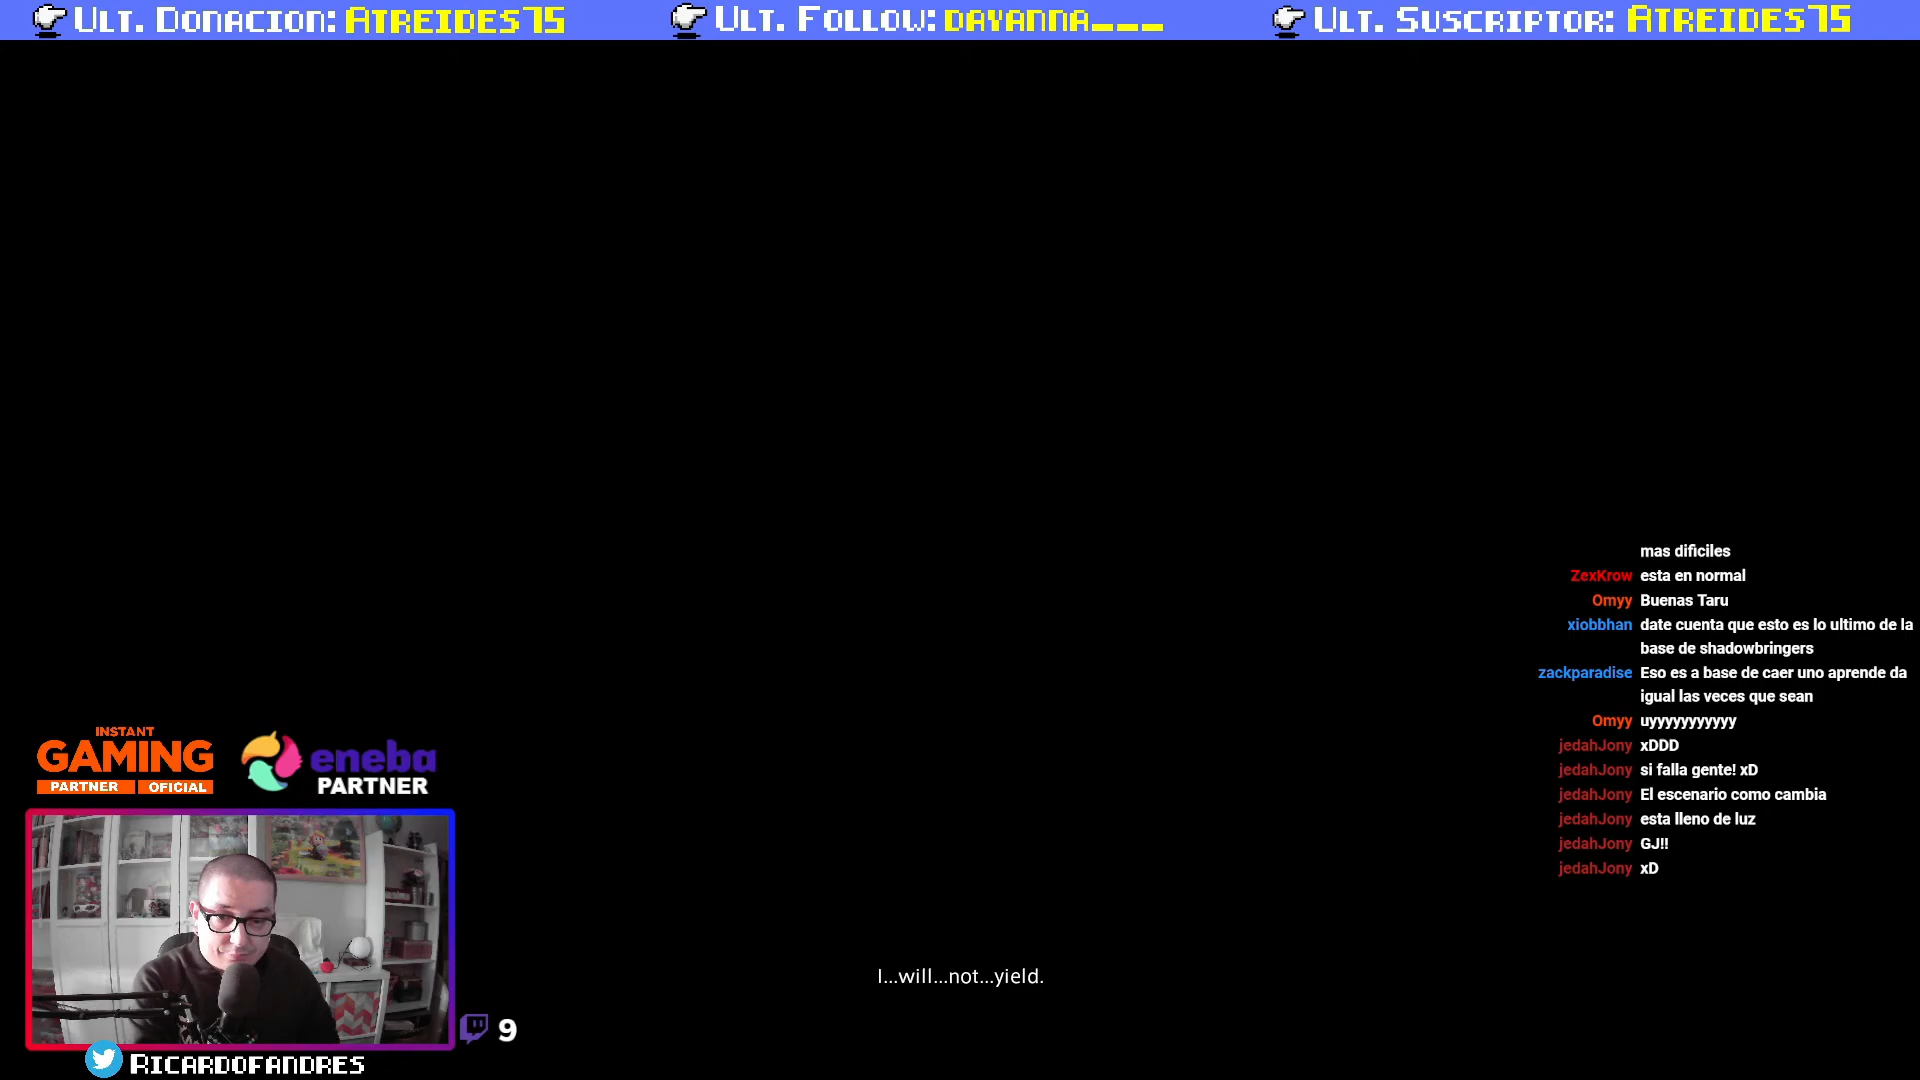 Ult. Donacion: Atreides75
Ult. Follow: davanna___
Ult. Suscriptor: Atreides75
mas dificiles
ZexKrow esta en normal
Omyy Buenas Taru
xiobbhan date cuenta que esto es lo ultimo de la
base de shadowbringers
zackparadise Eso es a base de caer uno aprende da
igual las veces que sean
Omyy uyyyyyyyyyyy
jedahJony xDDD
jedahJony si falla gente! xD
jedahJony El escenario como cambia
jedahJony esta lleno de luz
jedahJony GJ!!
jedahJony xD
INSTANT
GAMING
PARTNER OFICIAL
eneba
PARTNER
I...will...not...yield.
9
Ricardofandres